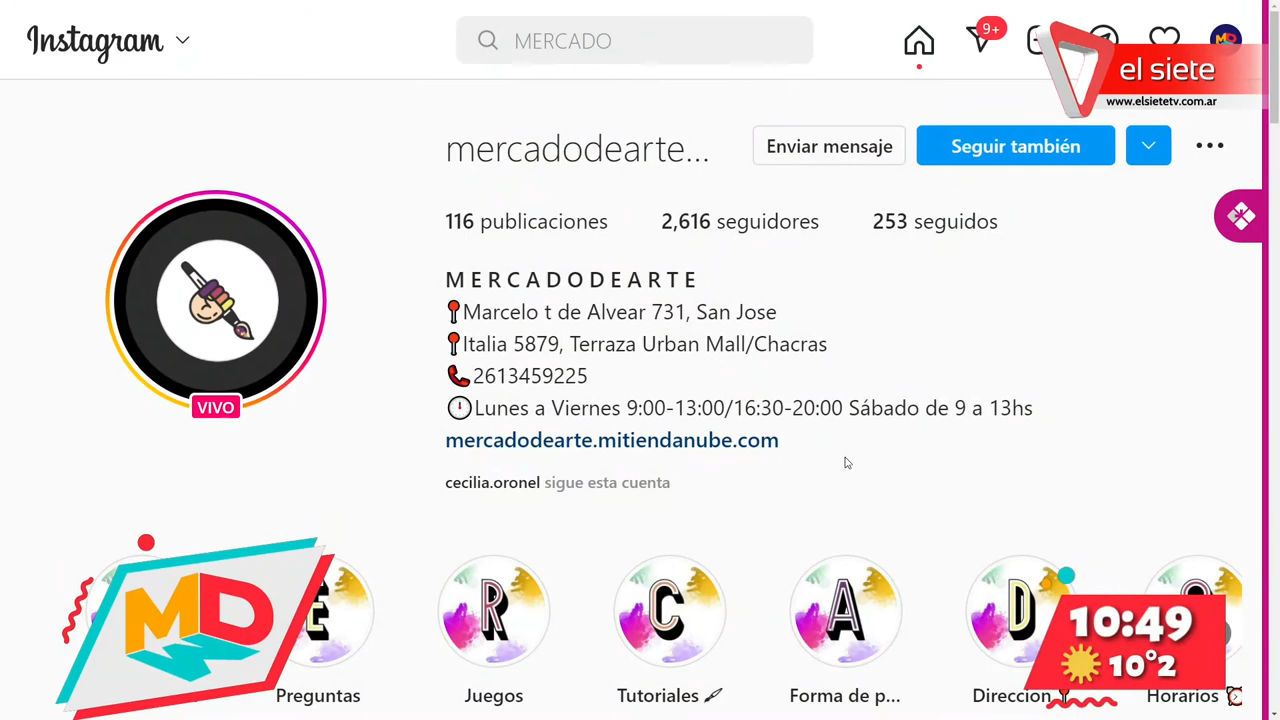 Instagram
MERCADO
9+
MD
el siete
www.elsietetv.com.ar
mercadodearte...
Enviar mensaje
Seguir también
116 publicaciones
2,616 seguidores
253 seguidos
MERCADODEARTE
📍Marcelo t de Alvear 731, San Jose
📍Italia 5879, Terraza Urban Mall/Chacras
📞2613459225
🕛Lunes a Viernes 9:00-13:00/16:30-20:00 Sábado de 9 a 13hs
mercadodearte.mitiendanube.com
cecilia.oronel sigue esta cuenta
VIVO
E
R
C
A
D
MD
10:49
10°2
Preguntas
Juegos
Tutoriales 🖌
Forma de p...
Direccion📍
Horarios ⏰